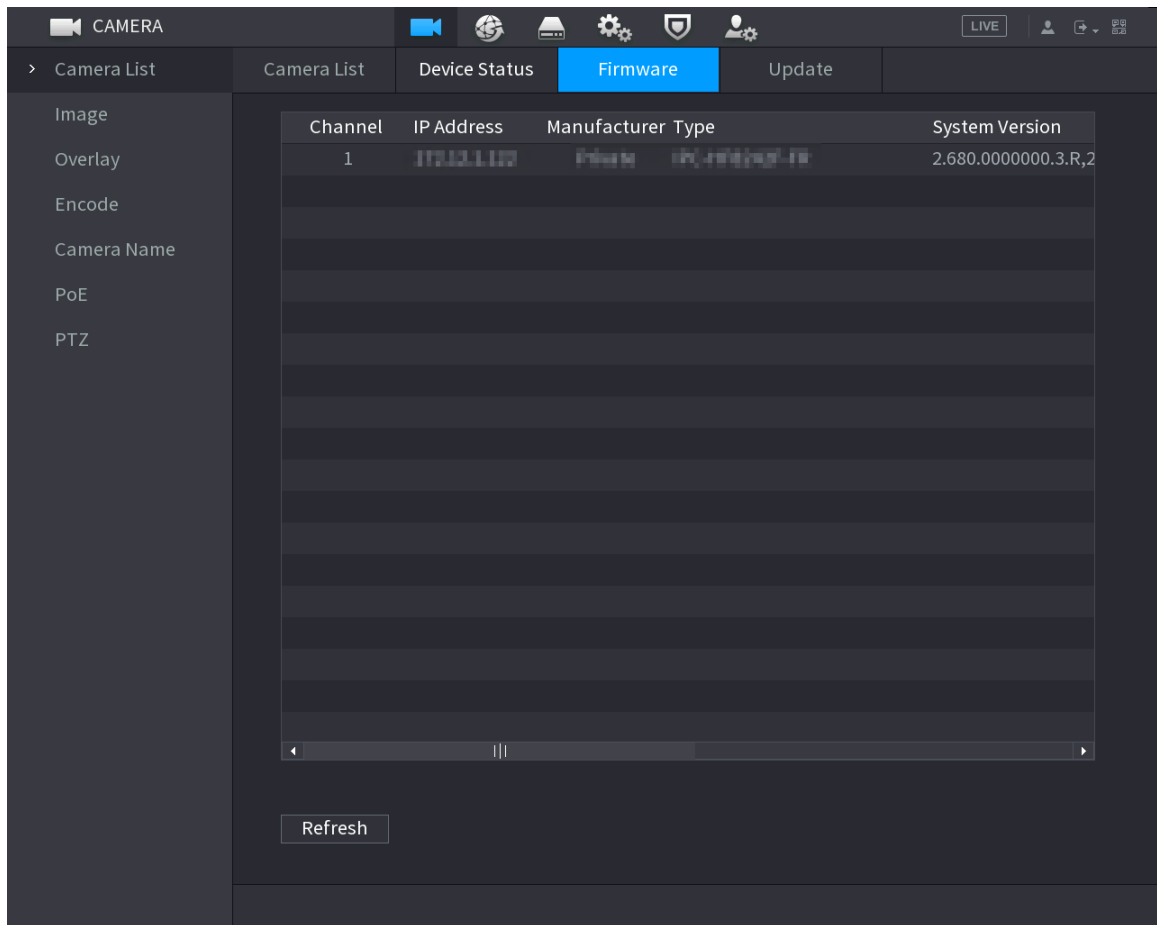 CAMERA
LIVE
Camera List
Image
Overlay
Encode
Camera Name
PoE
PTZ
Camera List Device Status Firmware Update
Channel IP Address Manufacturer Type System Version
1 2.680.0000000.3.R,2
Refresh